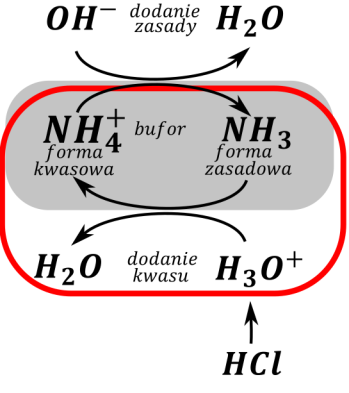 OH⁻ dodanie zasady H₂O
NH₄⁺ bufor NH₃
forma kwasowa forma zasadowa
H₂O dodanie kwasu H₃O⁺
HCl